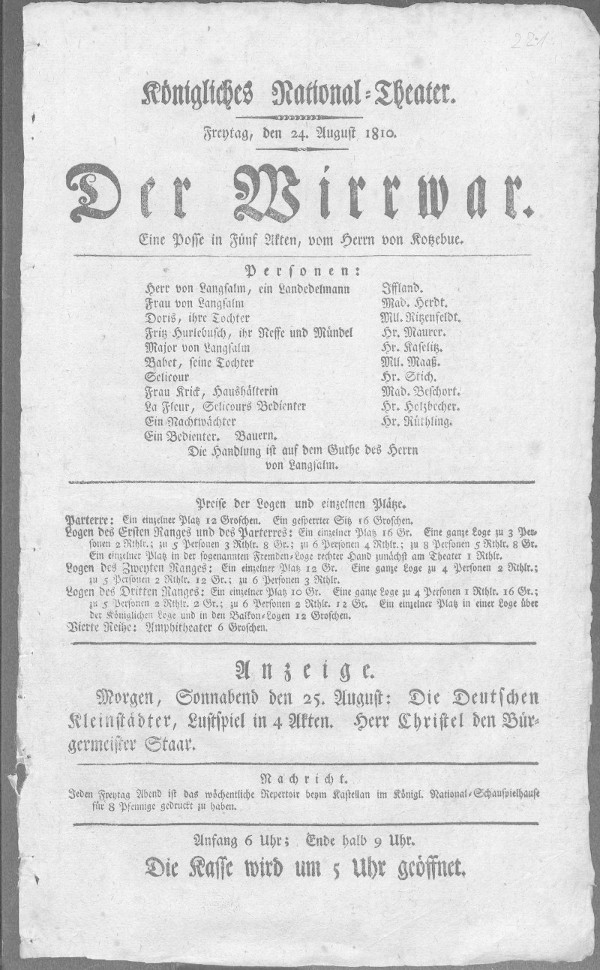 221
Königliches National-Theater.
Freytag, den 24. August 1810.
Der Wirrwar.
Eine Posse in Fünf Akten, vom Herrn von Kotzebue.
Personen:
Herr von Langsalm, ein Landedelmann Iffland.
Frau von Langsalm Mad. Herdt.
Doris, ihre Tochter Mll. Ritzenfeldt.
Fritz Hurlebusch, ihr Neffe und Mündel Hr. Maurer.
Major von Langsalm Hr. Kaselitz.
Babet, seine Tochter Mll. Maaß.
Selicour Hr. Stich.
Frau Krick, Haushälterin Mad. Beschort.
La Fleur, Selicours Bedienter Hr. Holzbecher.
Ein Nachtwächter Hr. Rüthling.
Ein Bedienter. Bauern.
Die Handlung ist auf dem Guthe des Herrn
von Langsalm.
Preise der Logen und einzelnen Plätze.
Parterre: Ein einzelner Platz 12 Groschen. Ein gesperrter Sitz 16 Groschen.
Logen des Ersten Ranges und des Parterres: Ein einzelner Platz 16 Gr. Eine ganze Loge zu 3 Per-
sonen 2 Rthlr.; zu 5 Personen 3 Rthlr. 8 Gr.; zu 6 Personen 4 Rthlr.; zu 8 Personen 5 Rthlr. 8 Gr.
Ein einzelner Platz in der sogenannten Fremden-Loge rechter Hand zunächst am Theater 1 Rthlr.
Logen des Zweyten Ranges: Ein einzelner Platz 12 Gr. Eine ganze Loge zu 4 Personen 2 Rthlr.;
zu 5 Personen 2 Rthlr. 12 Gr.; zu 6 Personen 3 Rthlr.
Logen des Dritten Ranges: Ein einzelner Platz 10 Gr. Eine ganze Loge zu 4 Personen 1 Rthlr. 16 Gr.;
zu 5 Personen 2 Rthlr. 2 Gr.; zu 6 Personen 2 Rthlr. 12 Gr. Ein einzelner Platz in einer Loge über
der Königlichen Loge und in den Balkon-Logen 12 Groschen.
Vierte Reihe: Amphitheater 6 Groschen.
Anzeige.
Morgen, Sonnabend den 25. August: Die Deutschen
Kleinstädter, Lustspiel in 4 Akten. Herr Christel den Bür-
germeister Staar.
Nachricht.
Jeden Freytag Abend ist das wöchentliche Repertoir beym Kastellan im Königl. National-Schauspielhause
für 8 Pfennige gedruckt zu haben.
Anfang 6 Uhr; Ende halb 9 Uhr.
Die Kasse wird um 5 Uhr geöffnet.